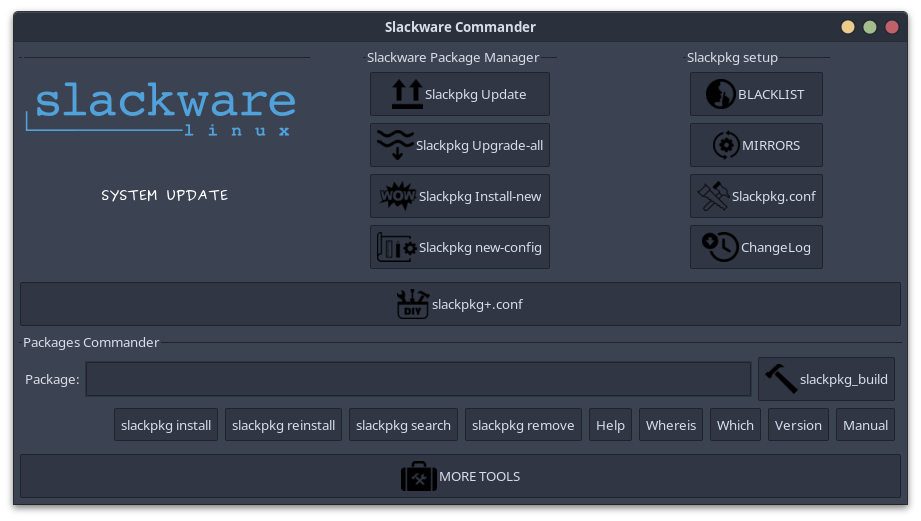 Slackware Commander
slackware
linux
SYSTEM UPDATE
Slackware Package Manager
Slackpkg Update
Slackpkg Upgrade-all
WOW
Slackpkg Install-new
Slackpkg new-config
Slackpkg setup
BLACKLIST
MIRRORS
Slackpkg.conf
ChangeLog
DIY
slackpkg+.conf
Packages Commander
Package:
slackpkg_build
slackpkg install
slackpkg reinstall
slackpkg search
slackpkg remove
Help
Whereis
Which
Version
Manual
MORE TOOLS